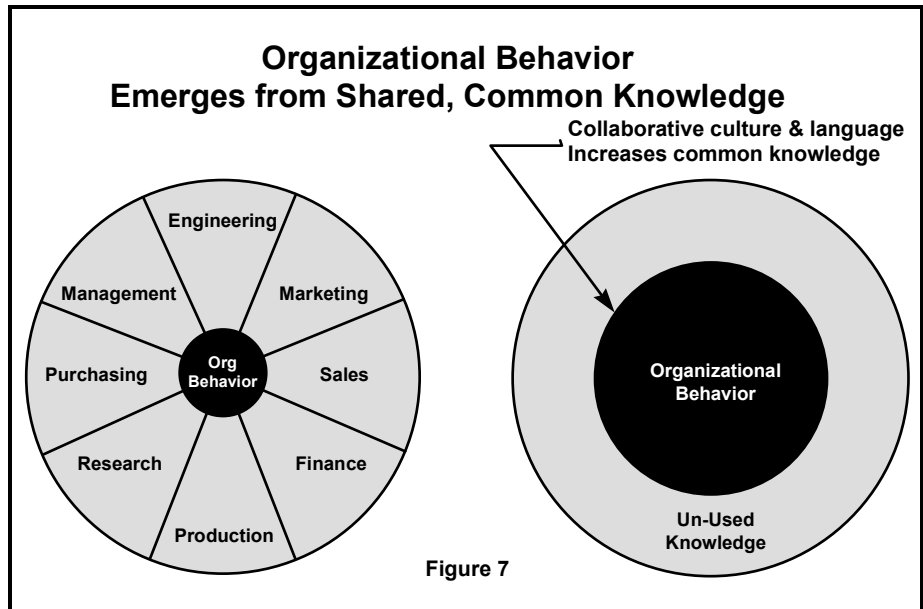 Organizational Behavior
Emerges from Shared, Common Knowledge
Collaborative culture & language
Increases common knowledge
Engineering
Management
Marketing
Purchasing
Org
Behavior
Sales
Research
Finance
Production
Organizational
Behavior
Un-Used
Knowledge
Figure 7